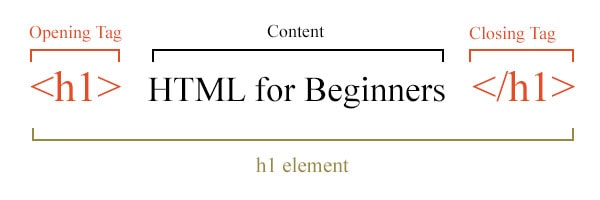 Opening Tag Content Closing Tag
<h1> HTML for Beginners </h1>
h1 element